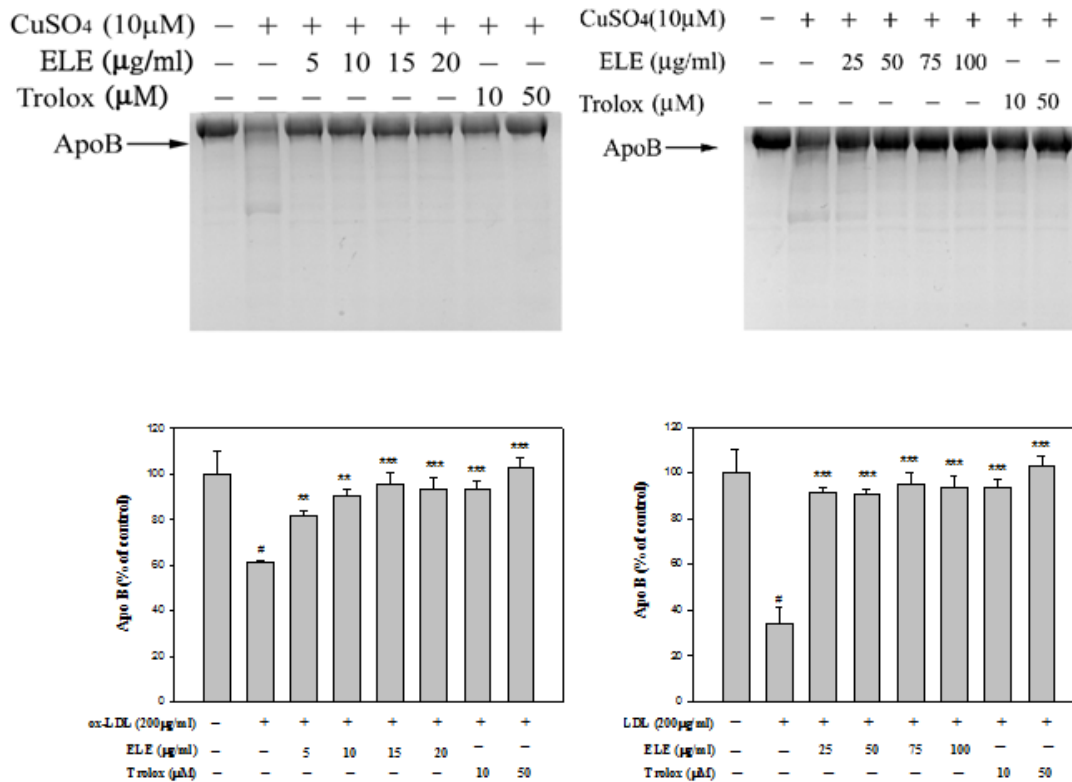 CuSO₄ (10μM) − + + + + + + +
ELE (μg/ml) − − 5 10 15 20 − −
Trolox (μM) − − − − − − 10 50
ApoB
CuSO₄(10μM) − + + + + + + +
ELE (μg/ml) − − 25 50 75 100 − −
Trolox (μM) − − − − − − 10 50
ApoB
Apo B (% of control)
120
100
80
60
40
20
0
# ** ** *** *** *** ***
ox-LDL (200μg/ml) − + + + + + + +
ELE (μg/ml) − − 5 10 15 20 − −
Trolox (μM) − − − − − − 10 50
Apo B (% of control)
120
100
80
60
40
20
0
# *** *** *** *** *** ***
LDL (200μg/ml) − + + + + + + +
ELE (μg/ml) − − 25 50 75 100 − −
Trolox (μM) − − − − − − 10 50